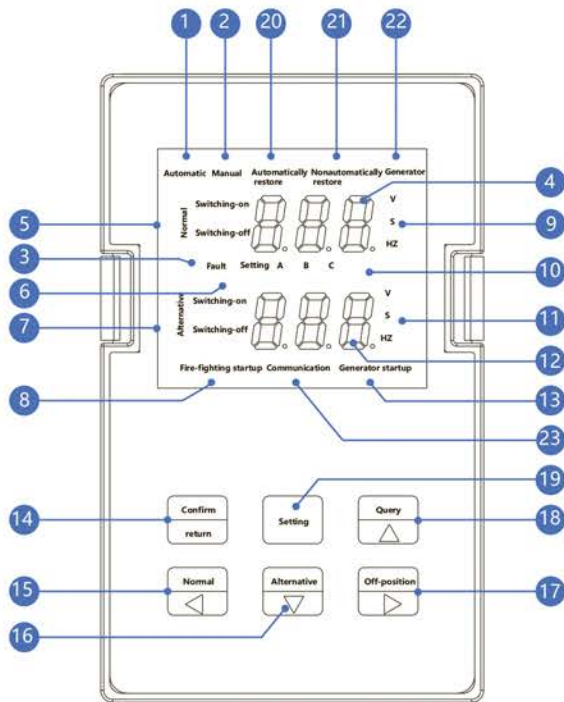 1 2 20 21 22
Automatic Manual Automatically restore Nonautomatically restore Generator
4
Switching-on V
5 Normal S 9
Switching-off HZ
3 Fault Setting A B C 10
6
Switching-on V
7 Alternative S 11
Switching-off HZ
12
Fire-fighting startup Communication Generator startup
8 13
23
19
14 Confirm return Setting Query 18
15 Normal Alternative Off-position 17
16